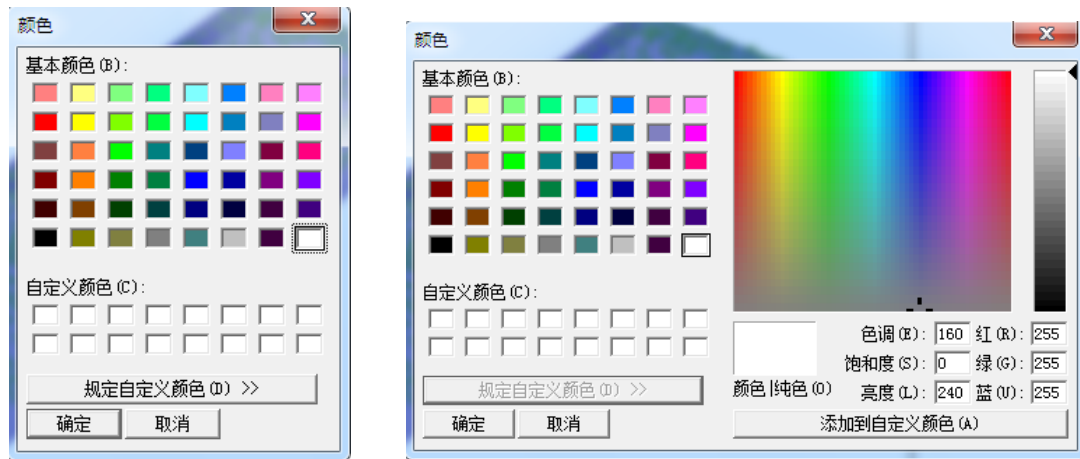 颜色
基本颜色(B):
自定义颜色(C):
规定自定义颜色(D) >>
确定 取消
颜色
基本颜色(B):
自定义颜色(C):
规定自定义颜色(D) >>
确定 取消
颜色|纯色(O)
色调(E): 160 红(R): 255
饱和度(S): 0 绿(G): 255
亮度(L): 240 蓝(U): 255
添加到自定义颜色(A)